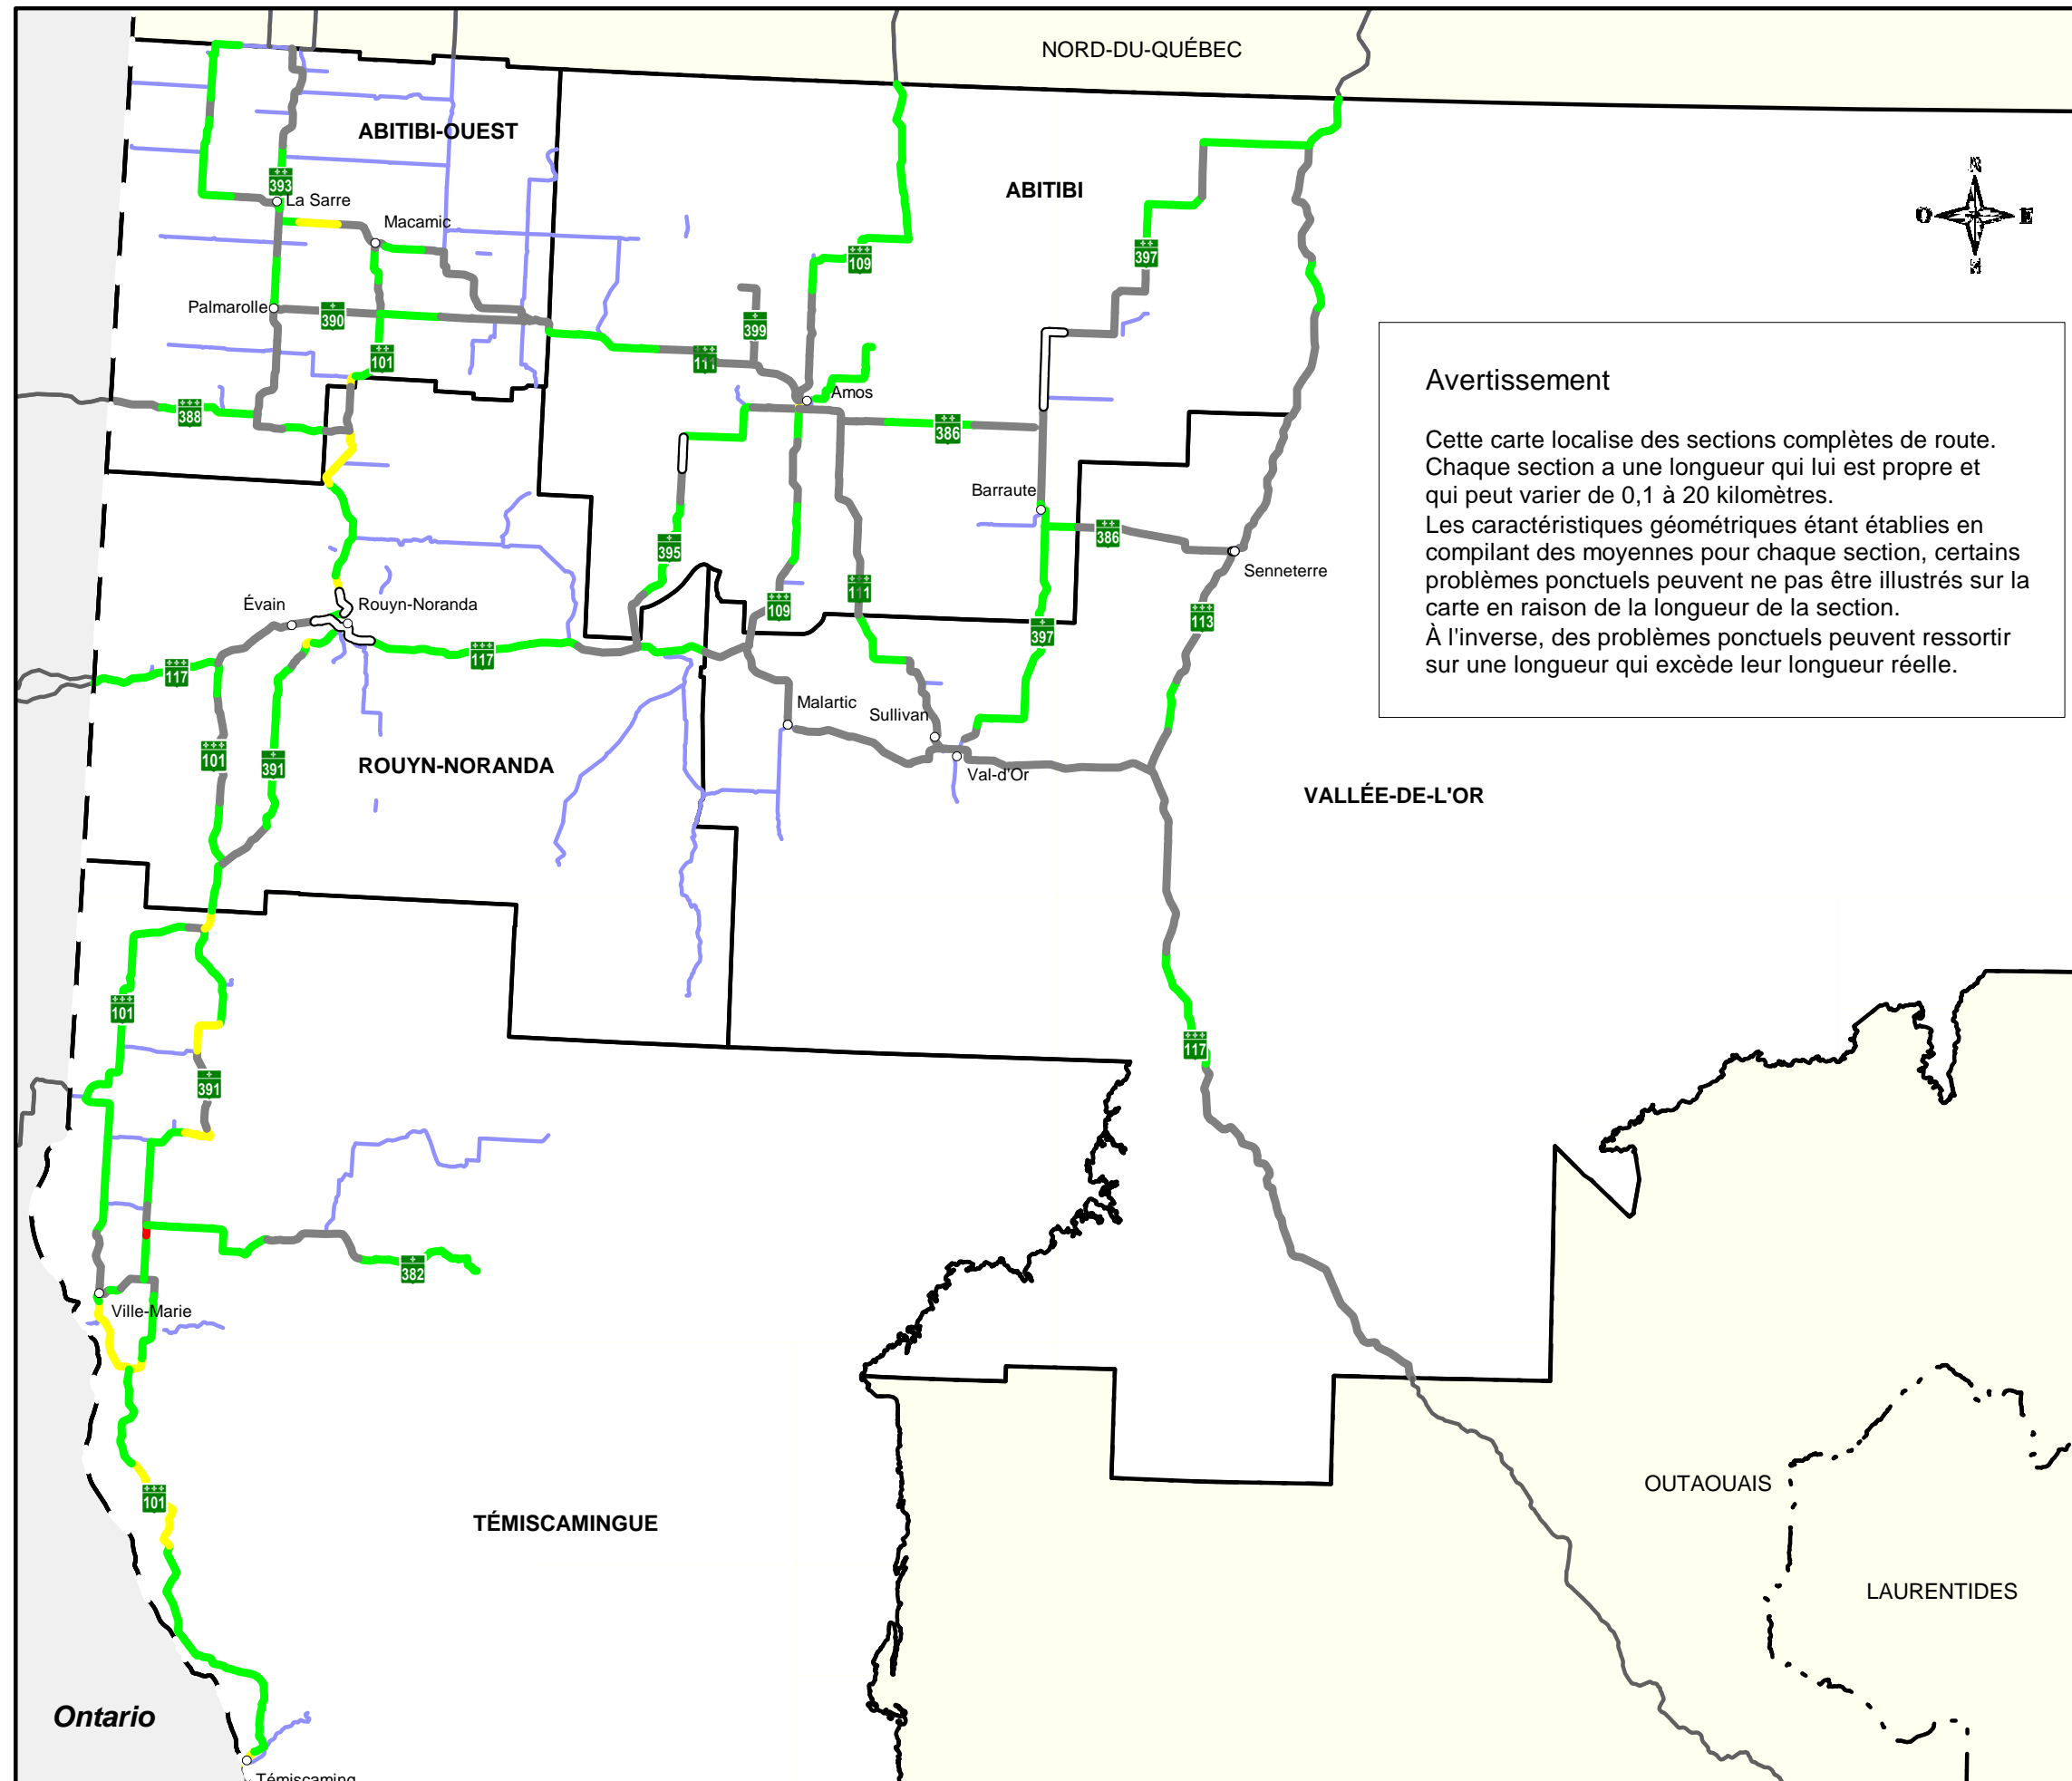 NORD-DU-QUÉBEC
ABITIBI-OUEST
ABITIBI
N
O E
393
La Sarre
Macamic
109
397
Palmarolle
390
399
101
111
Amos
388
386
Barraute
395
386
Senneterre
Évain
Rouyn-Noranda
109
111
397
113
117
117
Malartic
Sullivan
Val-d'Or
101
391
ROUYN-NORANDA
VALLÉE-DE-L'OR
Avertissement
Cette carte localise des sections complètes de route.
Chaque section a une longueur qui lui est propre et
qui peut varier de 0,1 à 20 kilomètres.
Les caractéristiques géométriques étant établies en
compilant des moyennes pour chaque section, certains
problèmes ponctuels peuvent ne pas être illustrés sur la
carte en raison de la longueur de la section.
À l'inverse, des problèmes ponctuels peuvent ressortir
sur une longueur qui excède leur longueur réelle.
101
117
391
382
Ville-Marie
101
TÉMISCAMINGUE
OUTAOUAIS
LAURENTIDES
Ontario
Témiscaming